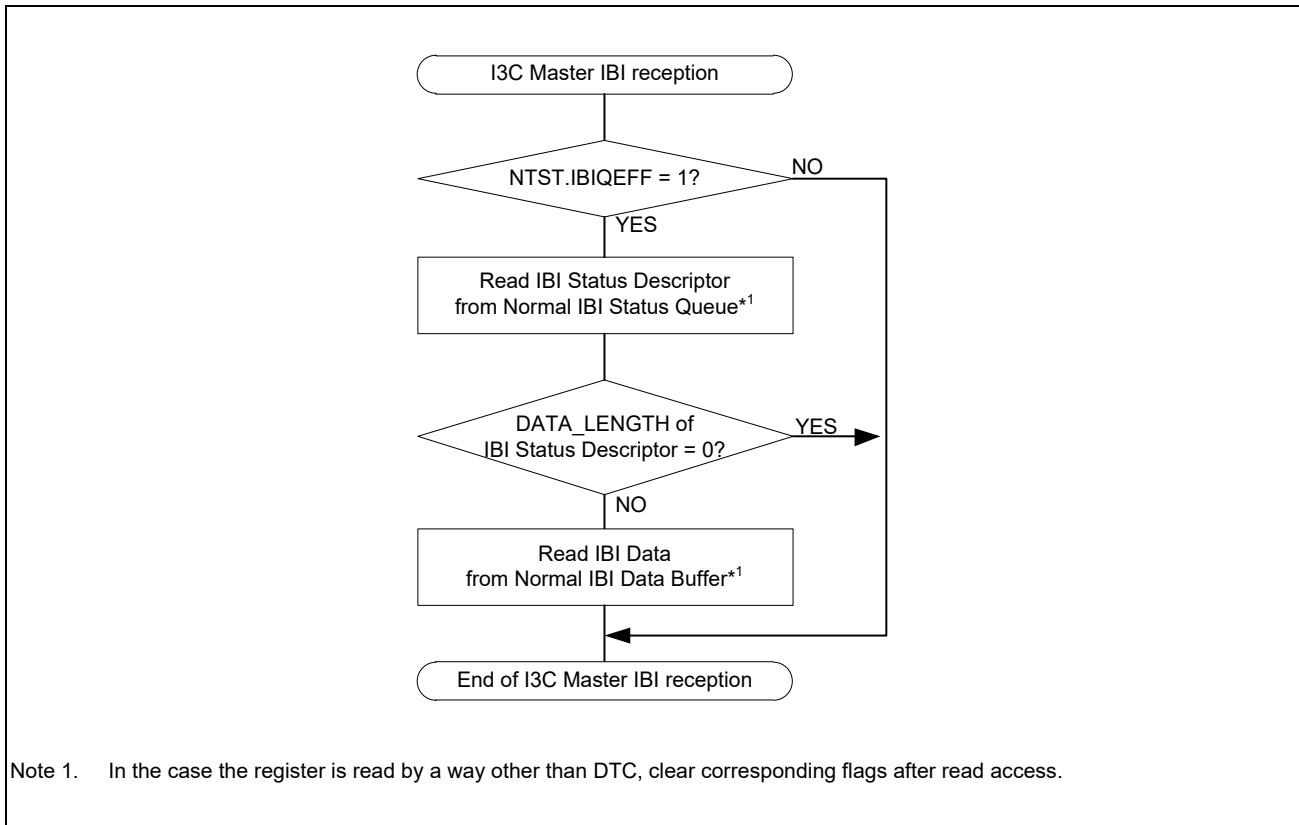 I3C Master IBI reception
NTST.IBIQEFF = 1?
NO
YES
Read IBI Status Descriptor
from Normal IBI Status Queue*1
DATA_LENGTH of
IBI Status Descriptor = 0?
YES
NO
Read IBI Data
from Normal IBI Data Buffer*1
End of I3C Master IBI reception
Note 1. In the case the register is read by a way other than DTC, clear corresponding flags after read access.